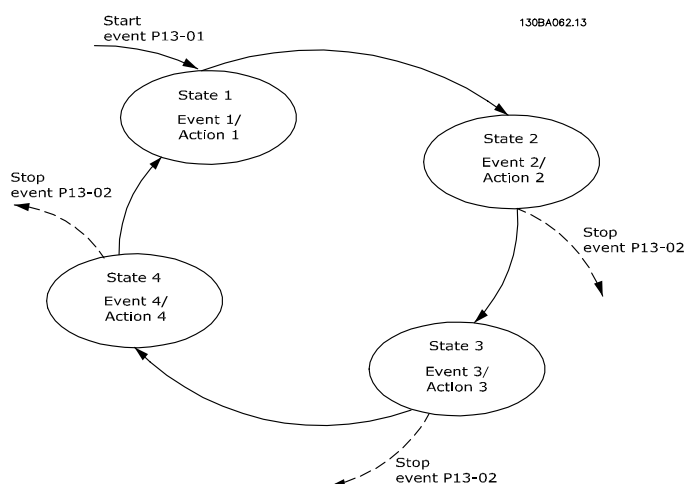 Start
event P13-01
130BA062.13
State 1
Event 1/
Action 1
State 2
Event 2/
Action 2
Stop
event P13-02
Stop
event P13-02
State 4
Event 4/
Action 4
State 3
Event 3/
Action 3
Stop
event P13-02